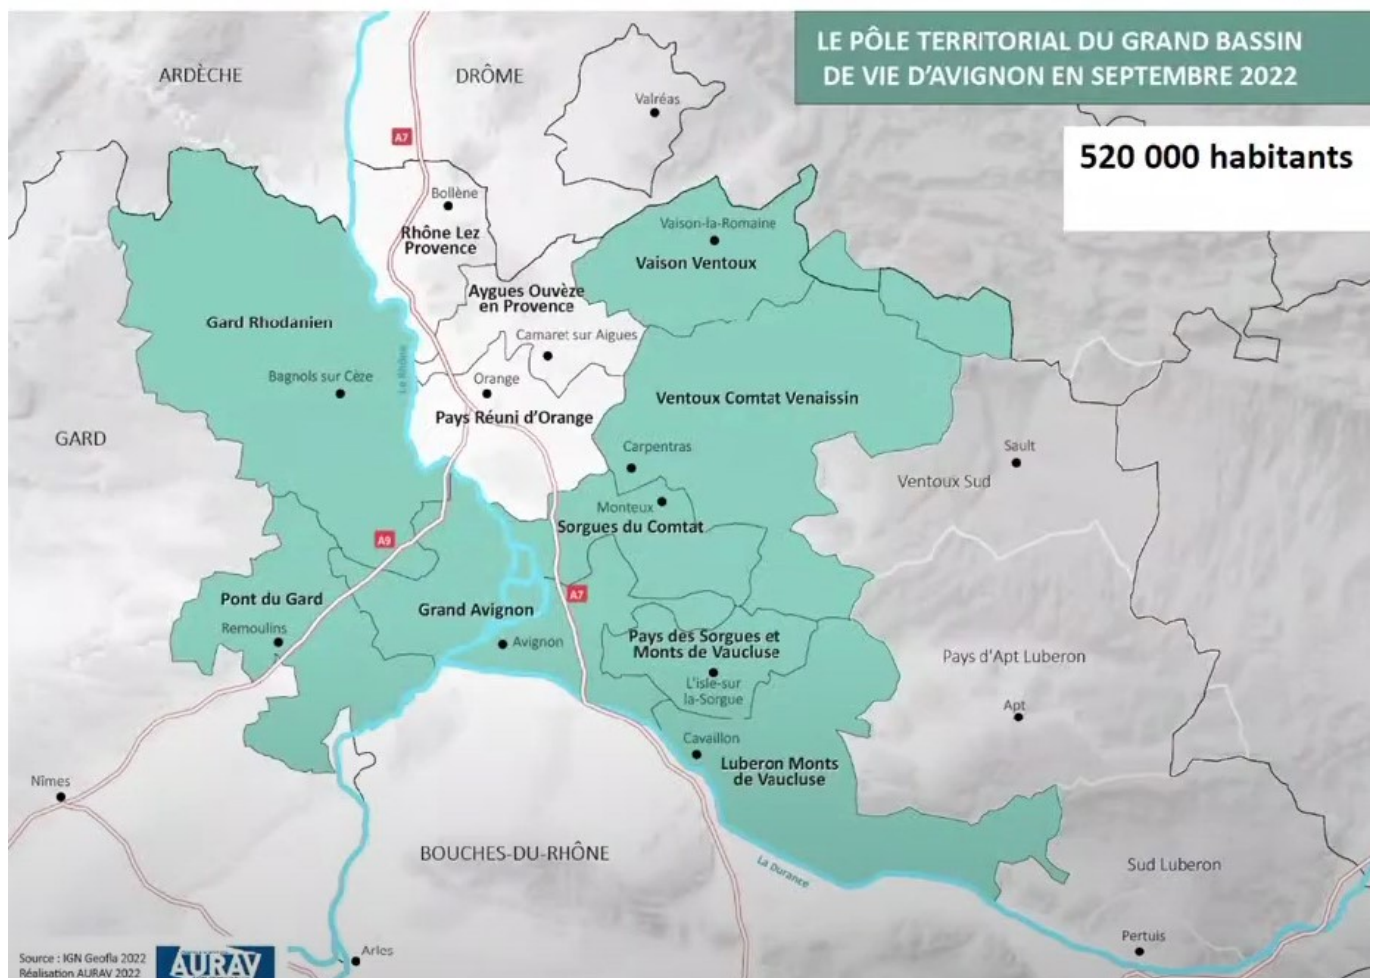 LE PÔLE TERRITORIAL DU GRAND BASSIN
DE VIE D'AVIGNON EN SEPTEMBRE 2022
520 000 habitants
ARDÈCHE
DRÔME
Valréas
A7
Bollène
Rhône Lez
Provence
Vaison-la-Romaine
Vaison Ventoux
Aygues Ouvèze
en Provence
Gard Rhodanien
Camaret sur Aigues
Le Rhône
Bagnols sur Cèze
Orange
Pays Réuni d'Orange
Ventoux Comtat Venaissin
GARD
Carpentras
Sault
Ventoux Sud
Monteux
Sorgues du Comtat
A9
A7
Pont du Gard
Remoulins
Grand Avignon
Avignon
Pays des Sorgues et
Monts de Vaucluse
L'isle-sur
la-Sorgue
Pays d'Apt Luberon
Apt
Cavaillon
Luberon Monts
de Vaucluse
Nîmes
BOUCHES-DU-RHÔNE
La Durance
Sud Luberon
Pertuis
Arles
Source : IGN Geofla 2022
Réalisation AURAV 2022
AURAV